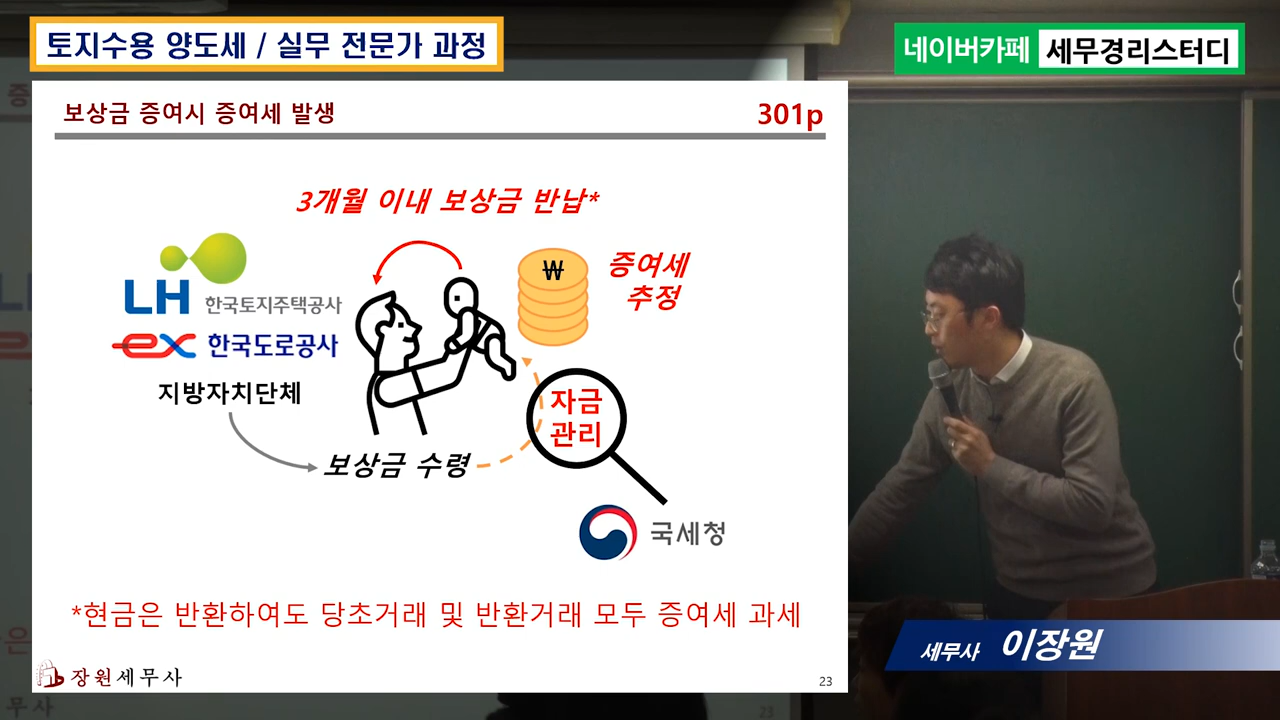 토지수용 양도세 / 실무 전문가 과정
네이버카페 세무경리스터디
보상금 증여시 증여세 발생
301p
3개월 이내 보상금 반납*
LH 한국토지주택공사
ex 한국도로공사
지방자치단체
₩
증여세
추정
자금
관리
보상금 수령
국세청
*현금은 반환하여도 당초거래 및 반환거래 모두 증여세 과세
장원세무사
23
세무사 이장원
무사
23